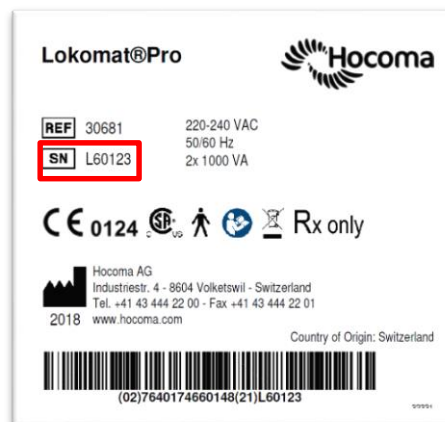 Lokomat®Pro
Hocoma
REF 30681
220-240 VAC
SN L60123
50/60 Hz
2x 1000 VA
CE 0124 Rx only
Hocoma AG
Industriestr. 4 - 8604 Volketswil - Switzerland
Tel. +41 43 444 22 00 - Fax +41 43 444 22 01
2018 www.hocoma.com
Country of Origin: Switzerland
(02)7640174660148(21)L60123